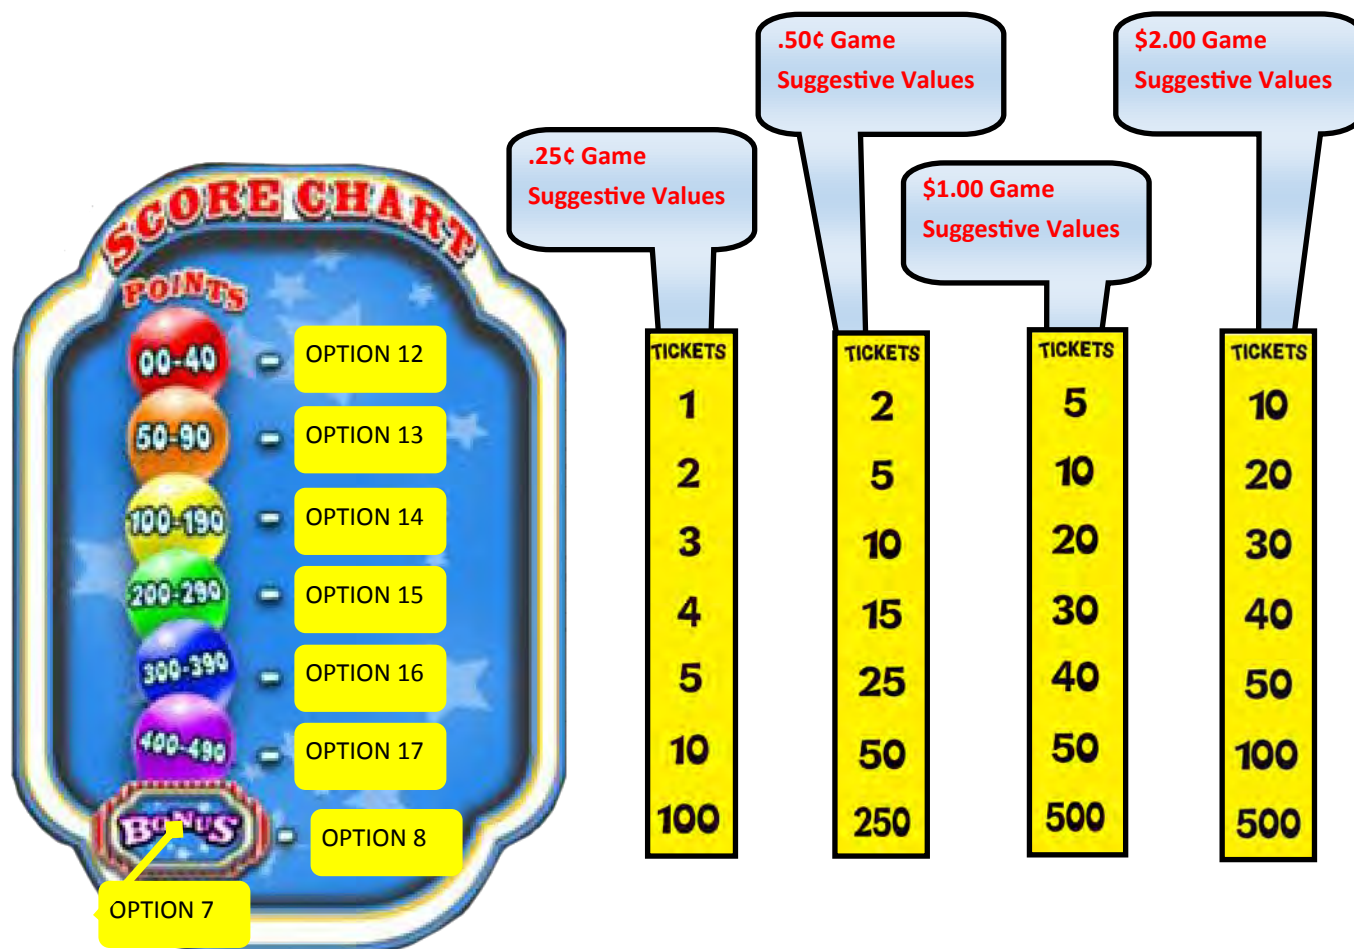 SCORE CHART
POINTS
00-40 - OPTION 12
50-90 - OPTION 13
100-190 - OPTION 14
200-290 - OPTION 15
300-390 - OPTION 16
400-490 - OPTION 17
BONUS - OPTION 8
OPTION 7
.25¢ Game
Suggestive Values
TICKETS
1
2
3
4
5
10
100
.50¢ Game
Suggestive Values
TICKETS
2
5
10
15
25
50
250
$1.00 Game
Suggestive Values
TICKETS
5
10
20
30
40
50
500
$2.00 Game
Suggestive Values
TICKETS
10
20
30
40
50
100
500